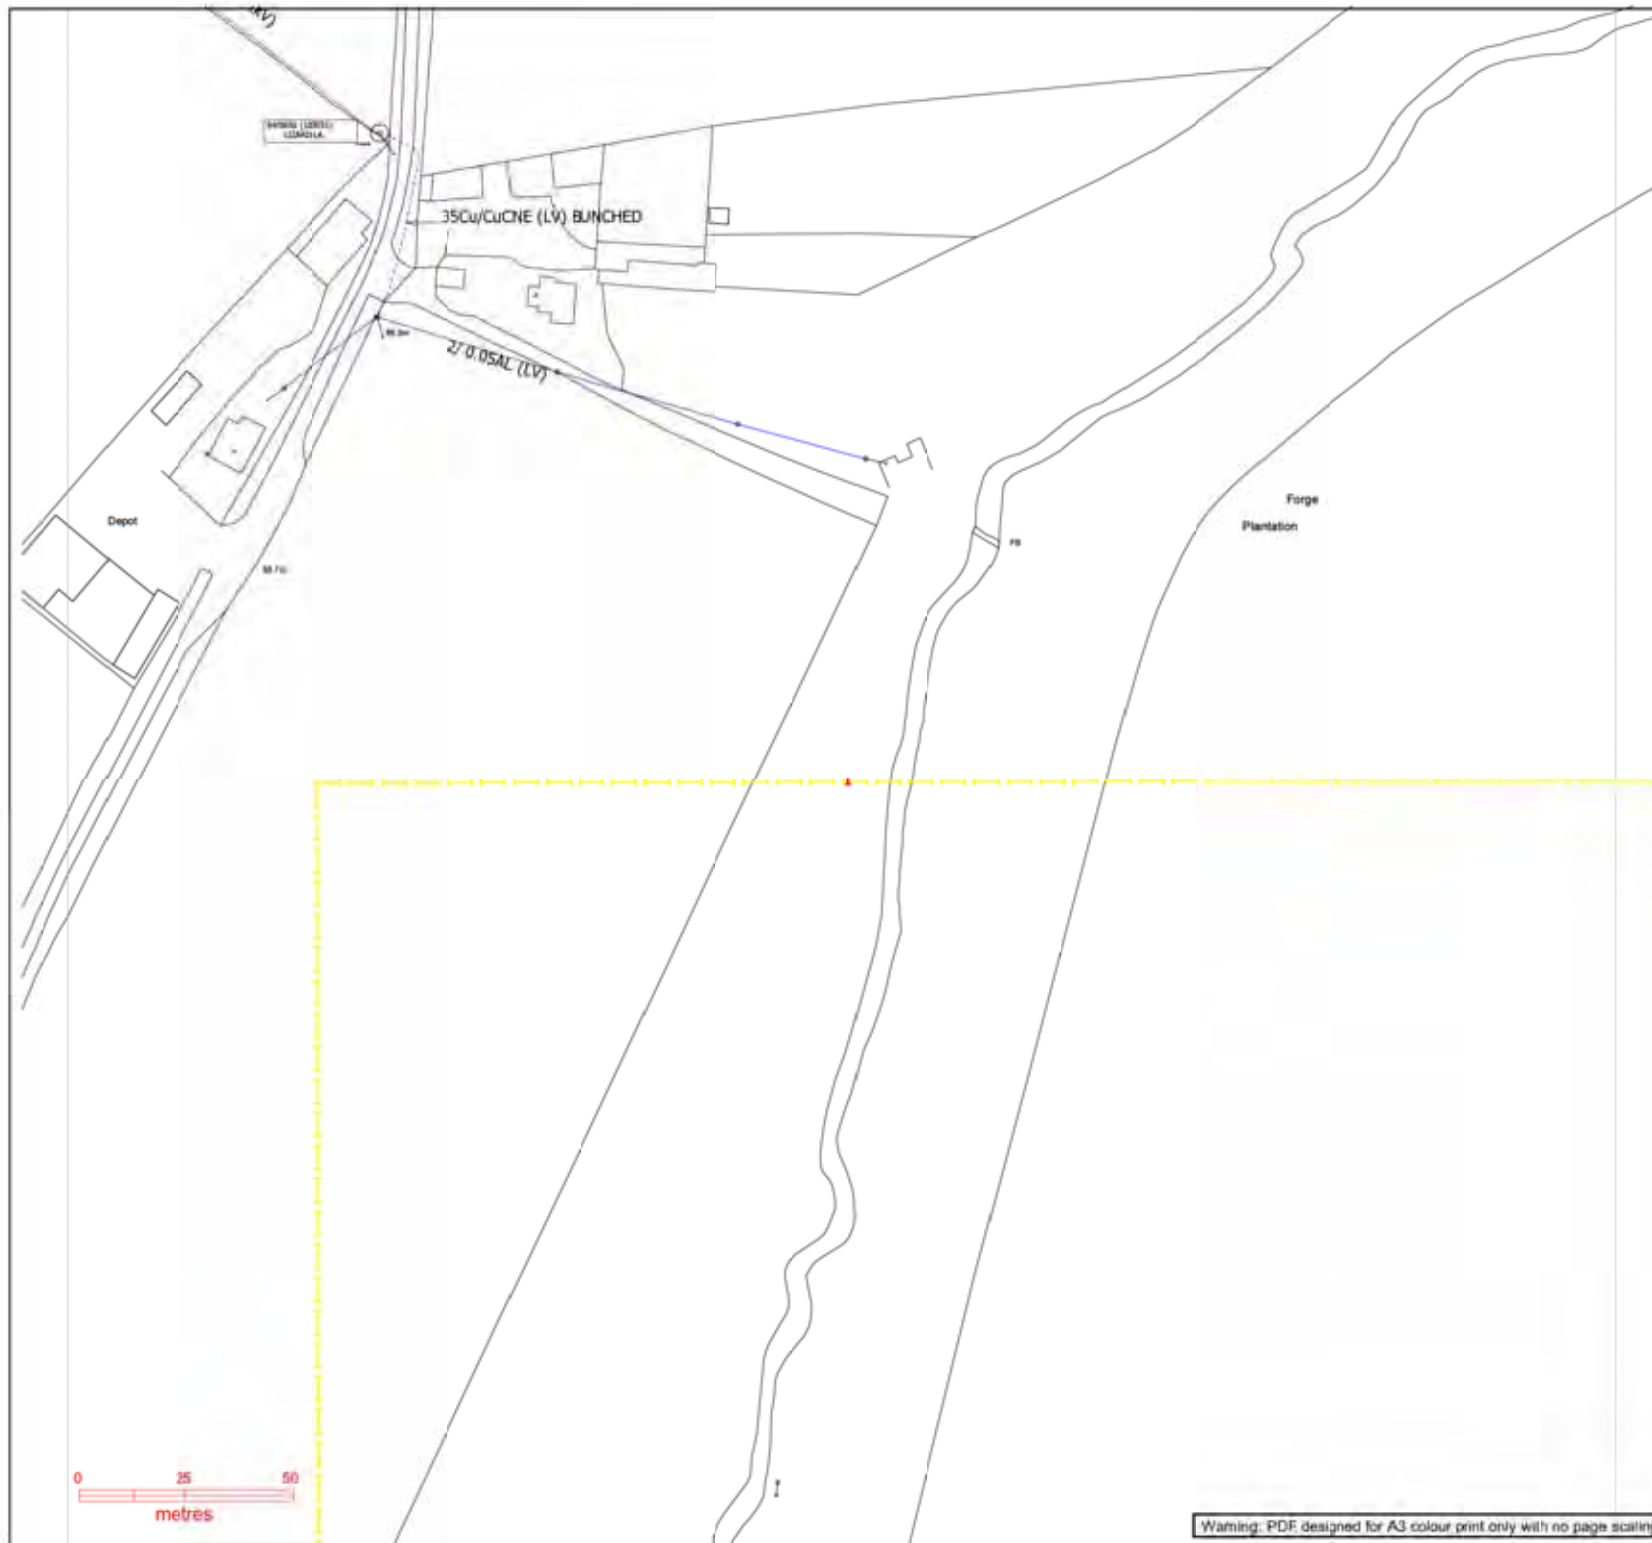 35Cu/CuCNE (LV) BUNCHED
2/ 0.05AL (LV)
Depot
Forge
Plantation
FB
1
0 25 50
metres
Warning: PDF designed for A3 colour print only with no page scaling